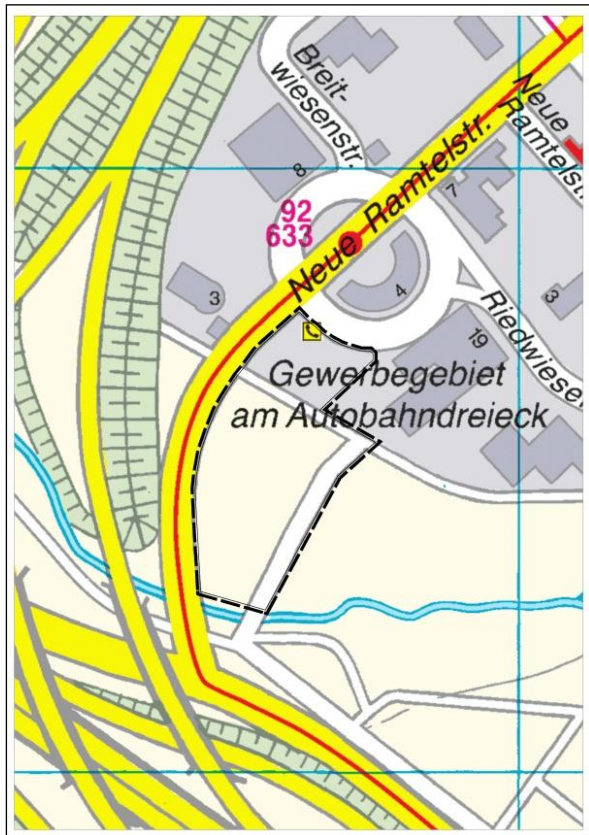 Breit-
wiesenstr.
Neue
Ramtelstr.
8
Neue Ramtelstr.
7
92
633
3
4
3
19
Riedwiesen
Gewerbegebiet
am Autobahndreieck